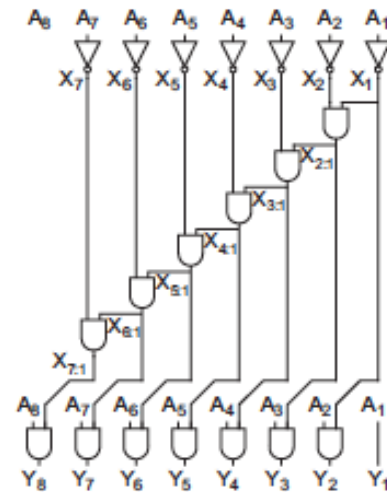 A8 A7 A6 A5 A4 A3 A2 A1
X7 X6 X5 X4 X3 X2 X1
X2:1
X3:1
X4:1
X5:1
X6:1
X7:1
A8 A7 A6 A5 A4 A3 A2 A1
Y8 Y7 Y6 Y5 Y4 Y3 Y2 Y1